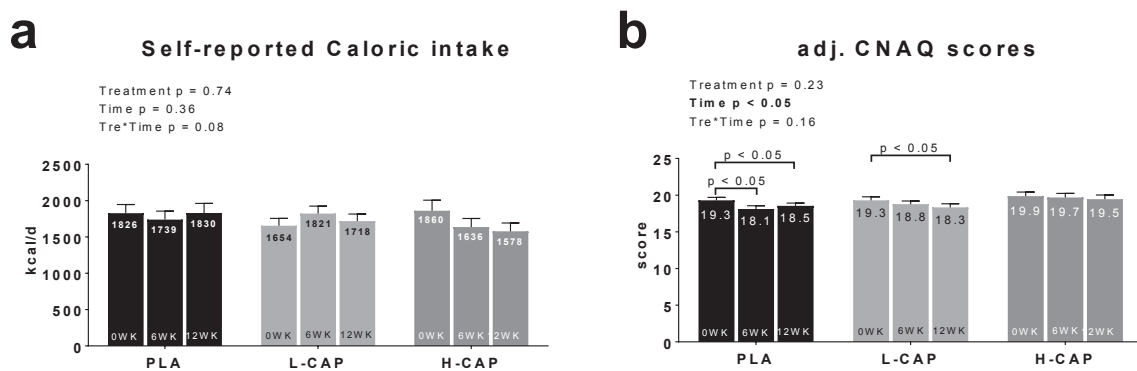 a
Self-reported Caloric intake
Treatment p = 0.74
Time p = 0.36
Tre*Time p = 0.08
kcal/d
2500
2000
1500
1000
500
0
1826
1739
1830
1654
1821
1718
1860
1636
1578
0WK
6WK
12WK
0WK
6WK
12WK
0WK
6WK
12WK
PLA
L-CAP
H-CAP
b
adj. CNAQ scores
Treatment p = 0.23
Time p < 0.05
Tre*Time p = 0.16
score
25
20
15
10
5
0
p < 0.05
p < 0.05
p < 0.05
19.3
18.1
18.5
19.3
18.8
18.3
19.9
19.7
19.5
0WK
6WK
12WK
0WK
6WK
12WK
0WK
6WK
12WK
PLA
L-CAP
H-CAP